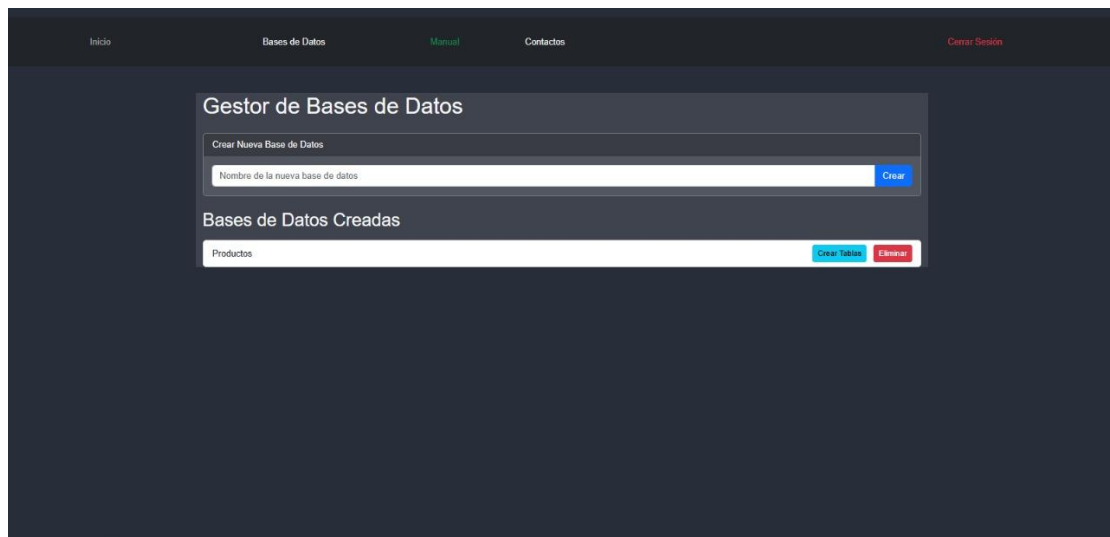 Inicio Bases de Datos Manual Contactos Cerrar Sesión
Gestor de Bases de Datos
Crear Nueva Base de Datos
Nombre de la nueva base de datos Crear
Bases de Datos Creadas
Productos Crear Tablas Eliminar